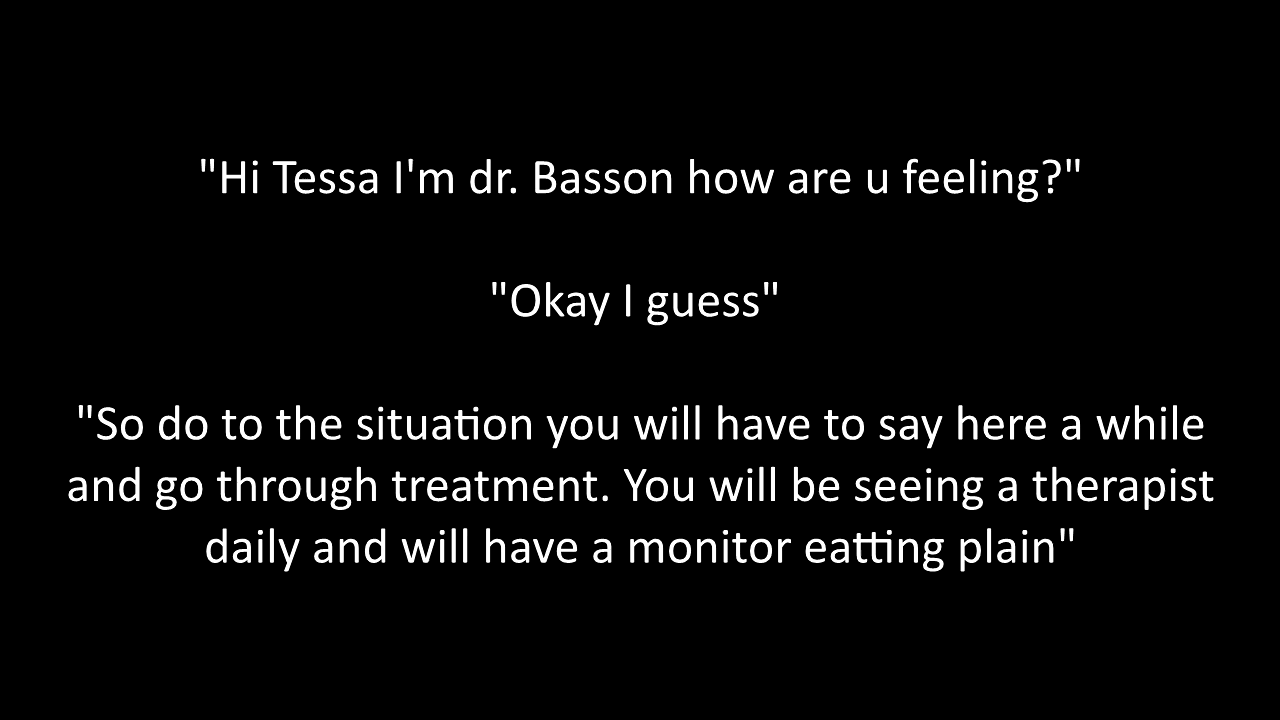 "Hi Tessa I'm dr. Basson how are u feeling?"
"Okay I guess"
"So do to the situation you will have to say here a while
and go through treatment. You will be seeing a therapist
daily and will have a monitor eatting plain"